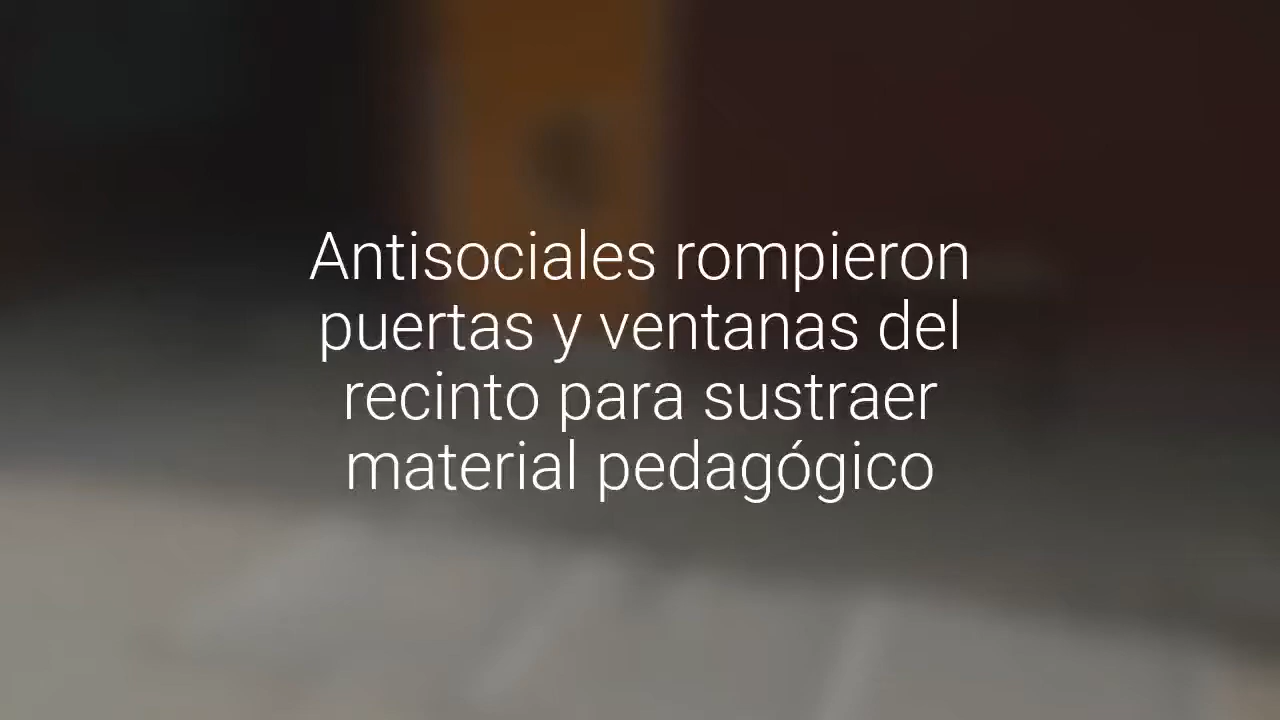 Antisociales rompieron
puertas y ventanas del
recinto para sustraer
material pedagógico